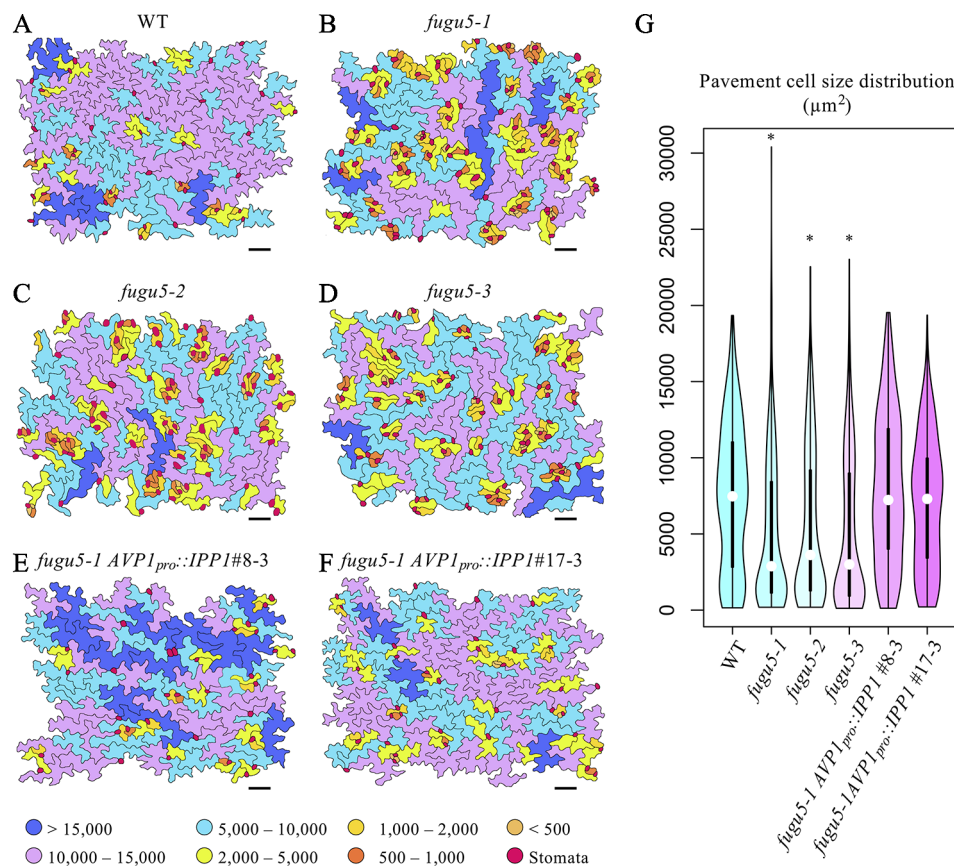 A WT
B fugu5-1
C fugu5-2
D fugu5-3
E fugu5-1 AVP1pro::IPP1#8-3
F fugu5-1 AVP1pro::IPP1#17-3
> 15,000
5,000 – 10,000
1,000 – 2,000
< 500
10,000 – 15,000
2,000 – 5,000
500 – 1,000
Stomata
G
Pavement cell size distribution
(µm2)
30000
25000
20000
15000
10000
5000
0
*
*
*
WT
fugu5-1
fugu5-2
fugu5-3
fugu5-1 AVP1pro::IPP1 #8-3
fugu5-1AVP1pro::IPP1 #17-3